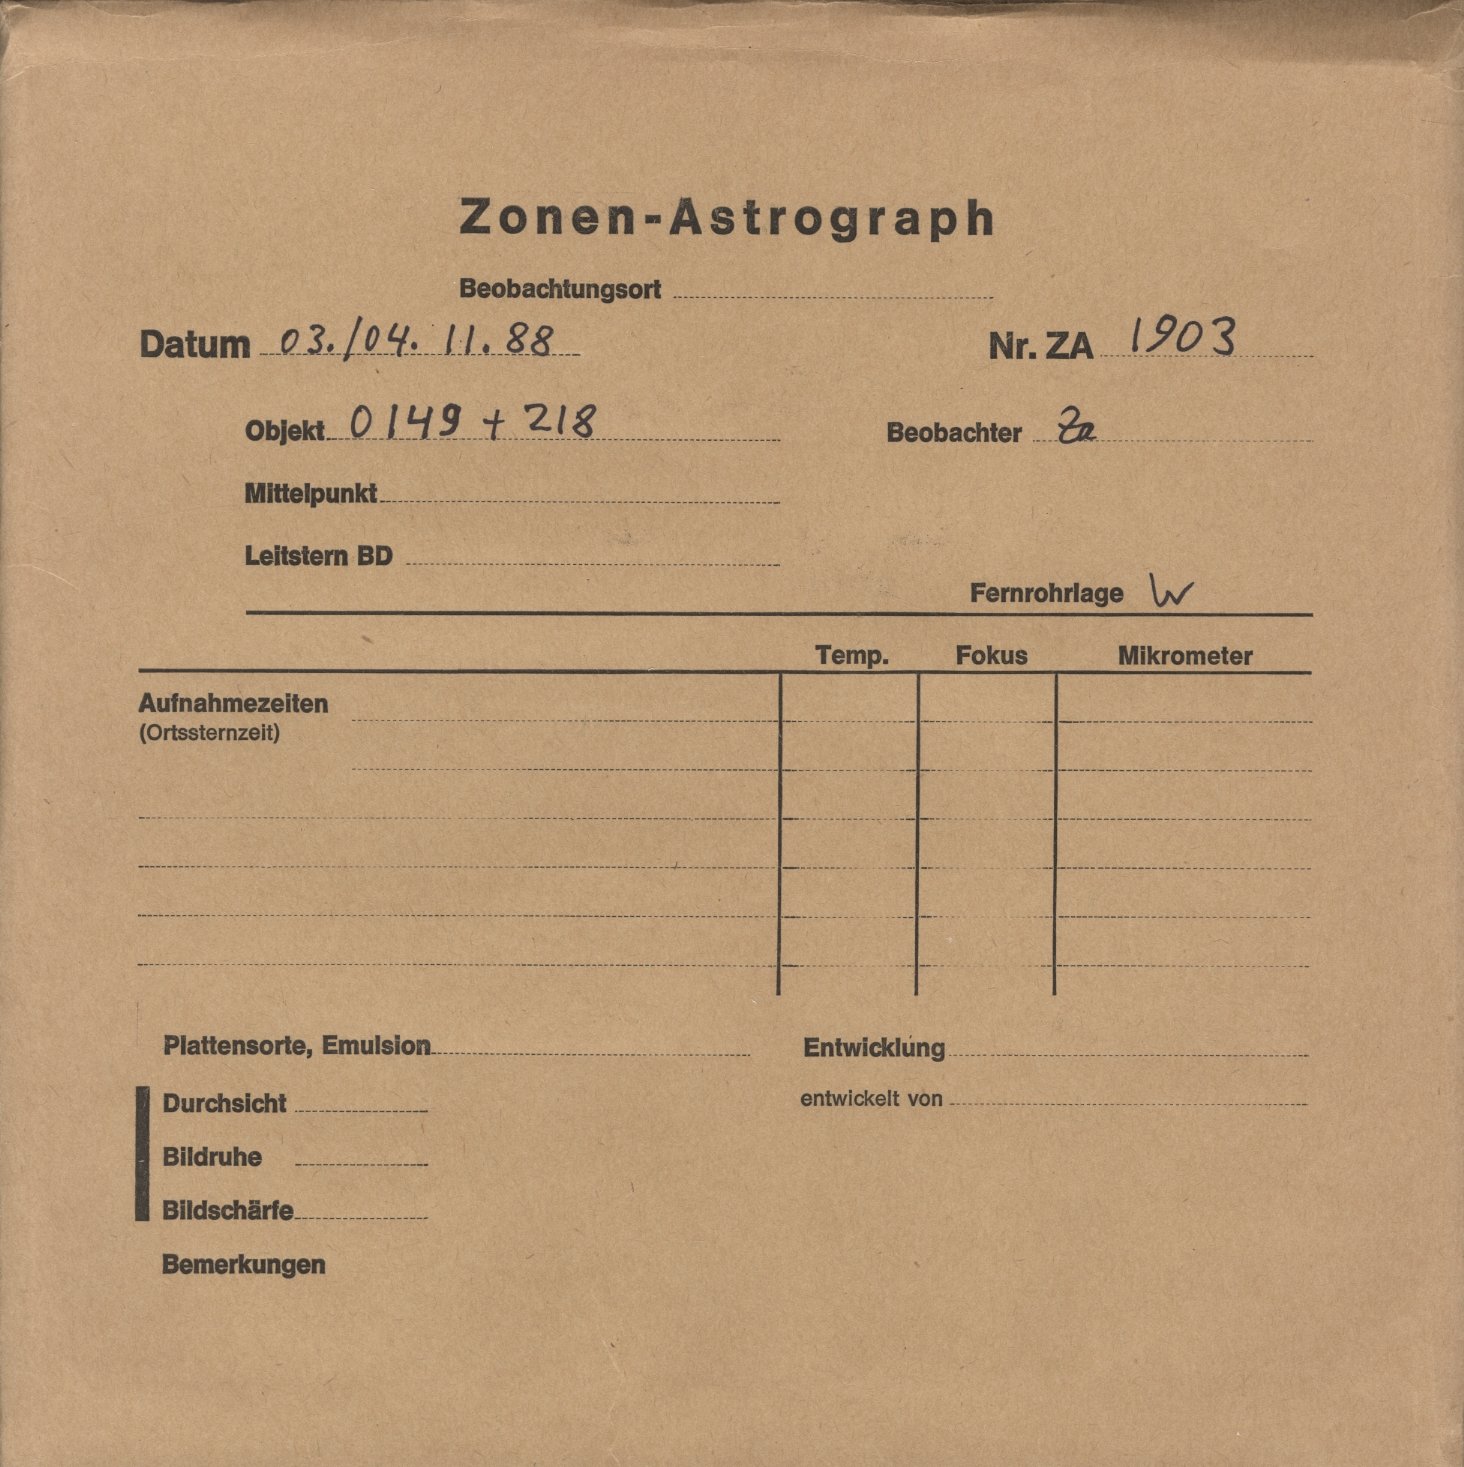 Zonen-Astrograph
Beobachtungsort
Datum 03./04. 11. 88 Nr. ZA 1903
Objekt 0149 + 218 Beobachter Za
Mittelpunkt
Leitstern BD
Fernrohrlage W
Temp. Fokus Mikrometer
Aufnahmezeiten
(Ortssternzeit)
Plattensorte, Emulsion Entwicklung
Durchsicht entwickelt von
Bildruhe
Bildschärfe
Bemerkungen